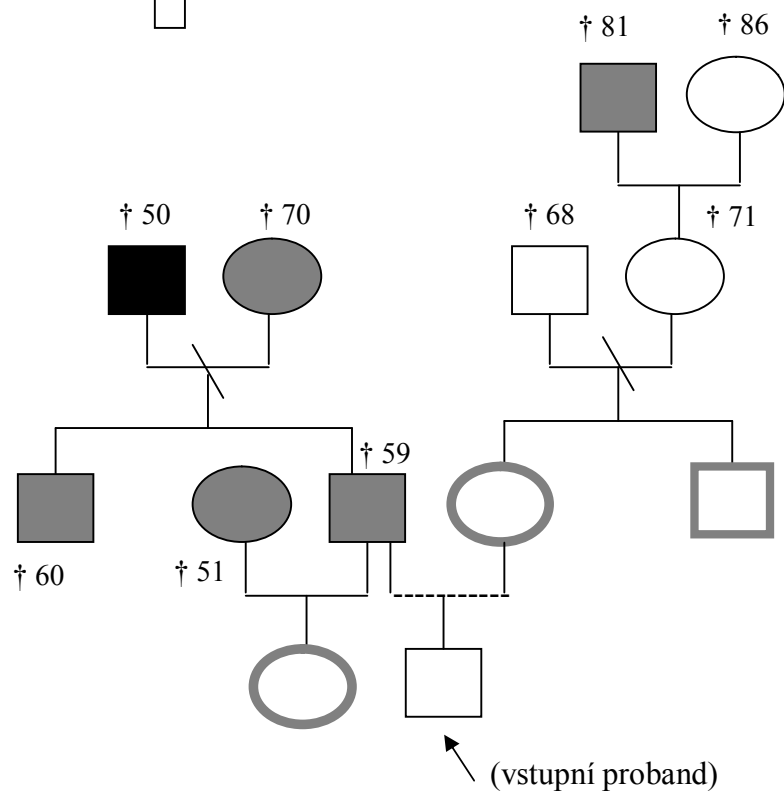 † 81 † 86
† 50 † 70 † 68 † 71
† 59
† 60 † 51
(vstupní proband)